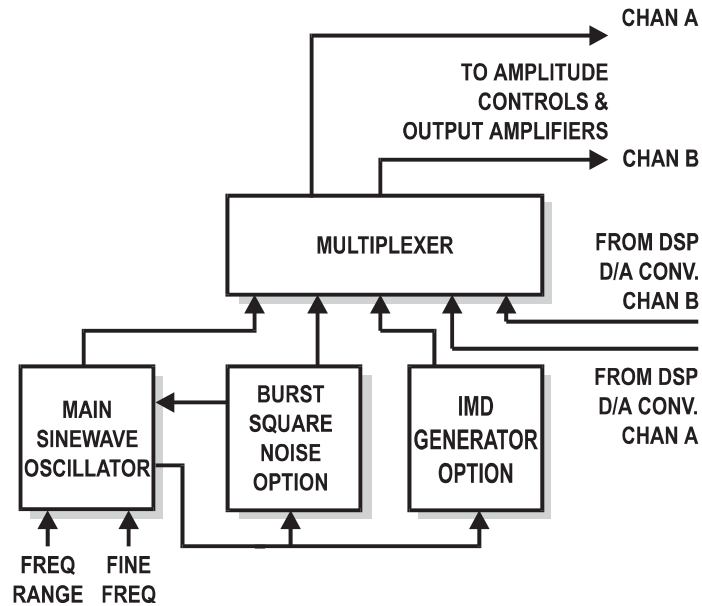 CHAN A
TO AMPLITUDE
CONTROLS &
OUTPUT AMPLIFIERS
CHAN B
MULTIPLEXER
FROM DSP
D/A CONV.
CHAN B
FROM DSP
D/A CONV.
CHAN A
MAIN
SINEWAVE
OSCILLATOR
BURST
SQUARE
NOISE
OPTION
IMD
GENERATOR
OPTION
FREQ
RANGE
FINE
FREQ